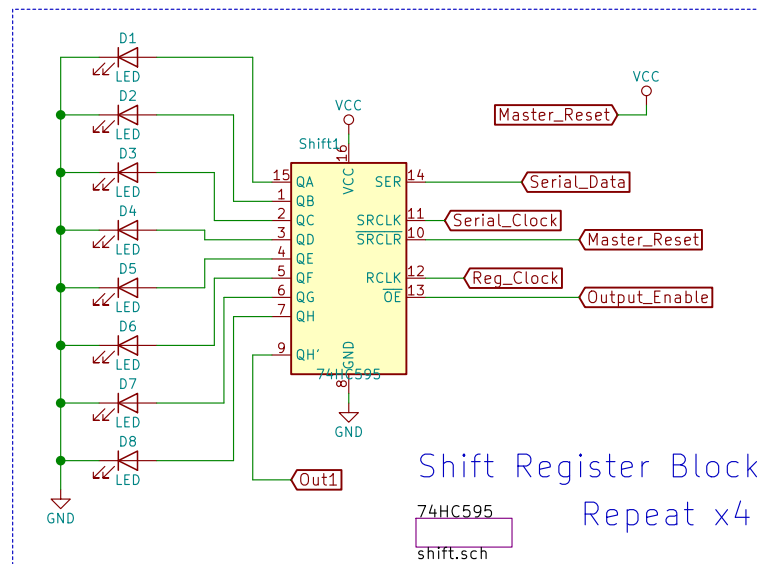 D1
LED
D2
LED
D3
LED
D4
LED
D5
LED
D6
LED
D7
LED
D8
LED
GND
VCC
Shift1
16
VCC
15 QA
1 QB
2 QC
3 QD
4 QE
5 QF
6 QG
7 QH
9 QH'
SER 14
SRCLK 11
SRCLR 10
RCLK 12
OE 13
GND
74HC595
8
GND
VCC
Master_Reset
Serial_Data
Serial_Clock
Master_Reset
Reg_Clock
Output_Enable
Out1
Shift Register Block
Repeat x4
74HC595
shift.sch